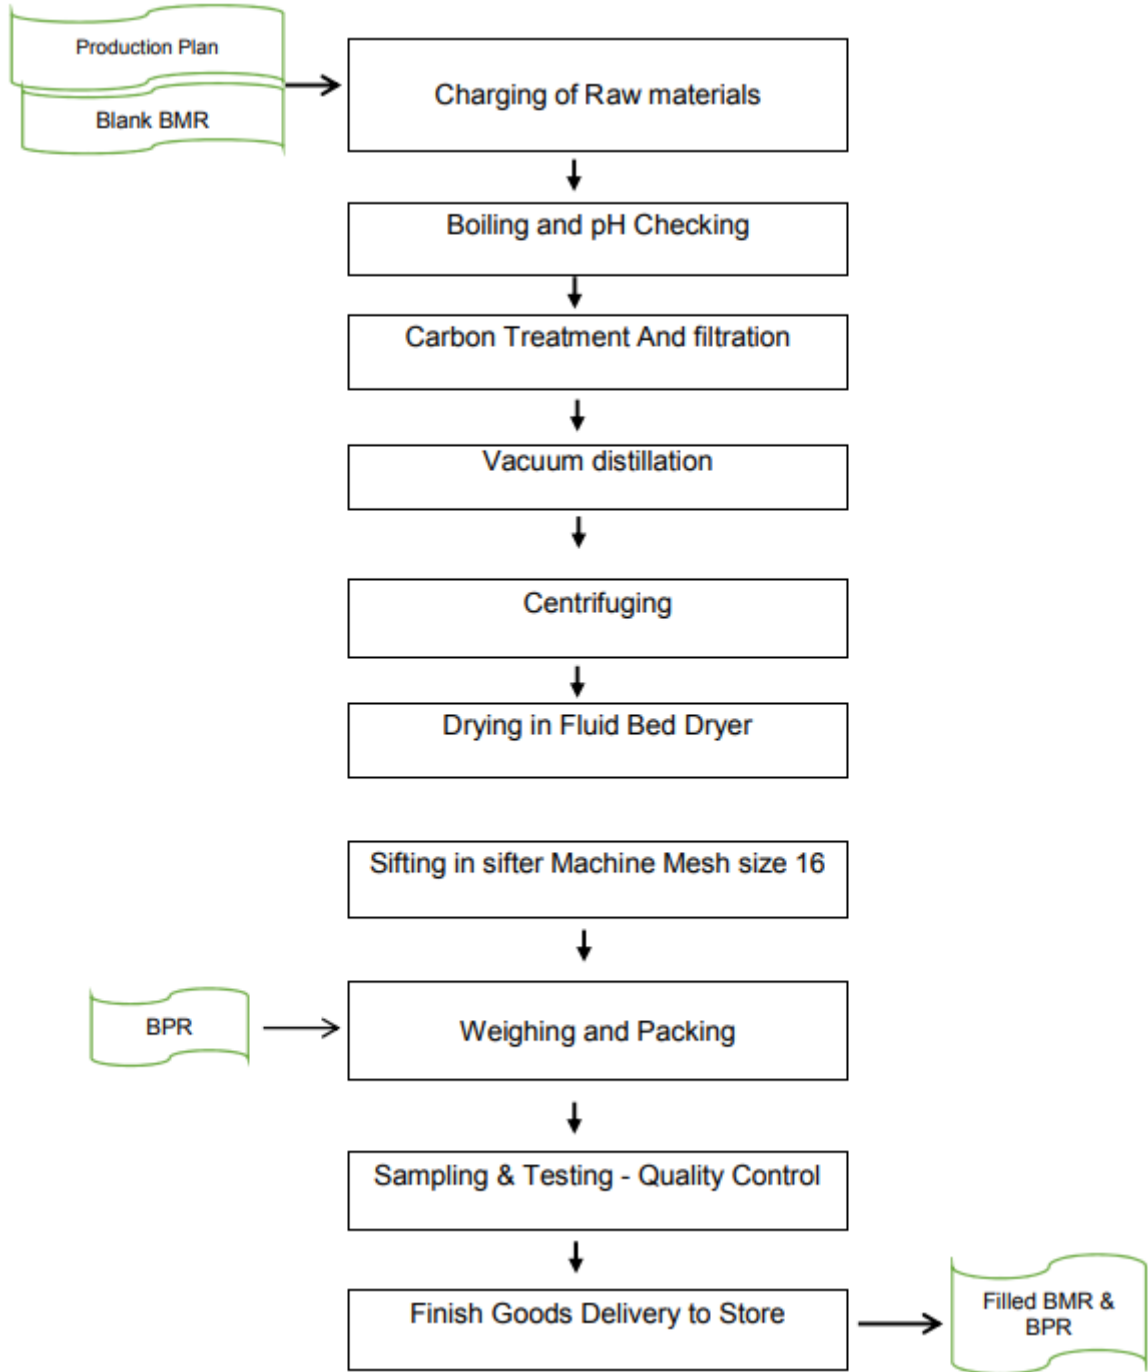 Production Plan
Blank BMR
Charging of Raw materials
Boiling and pH Checking
Carbon Treatment And filtration
Vacuum distillation
Centrifuging
Drying in Fluid Bed Dryer
Sifting in sifter Machine Mesh size 16
BPR
Weighing and Packing
Sampling & Testing - Quality Control
Finish Goods Delivery to Store
Filled BMR &
BPR